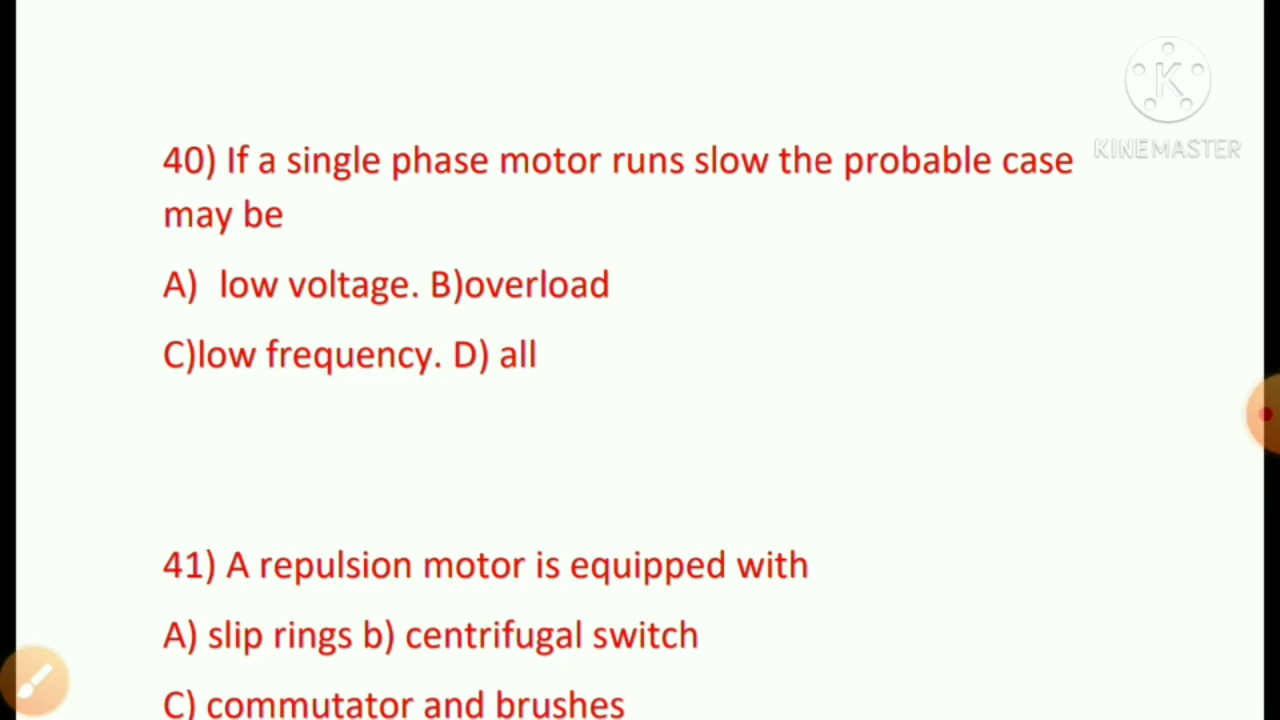 K
KINEMASTER
40) If a single phase motor runs slow the probable case
may be
A)  low voltage. B)overload
C)low frequency. D) all
41) A repulsion motor is equipped with
A) slip rings b) centrifugal switch
C) commutator and brushes